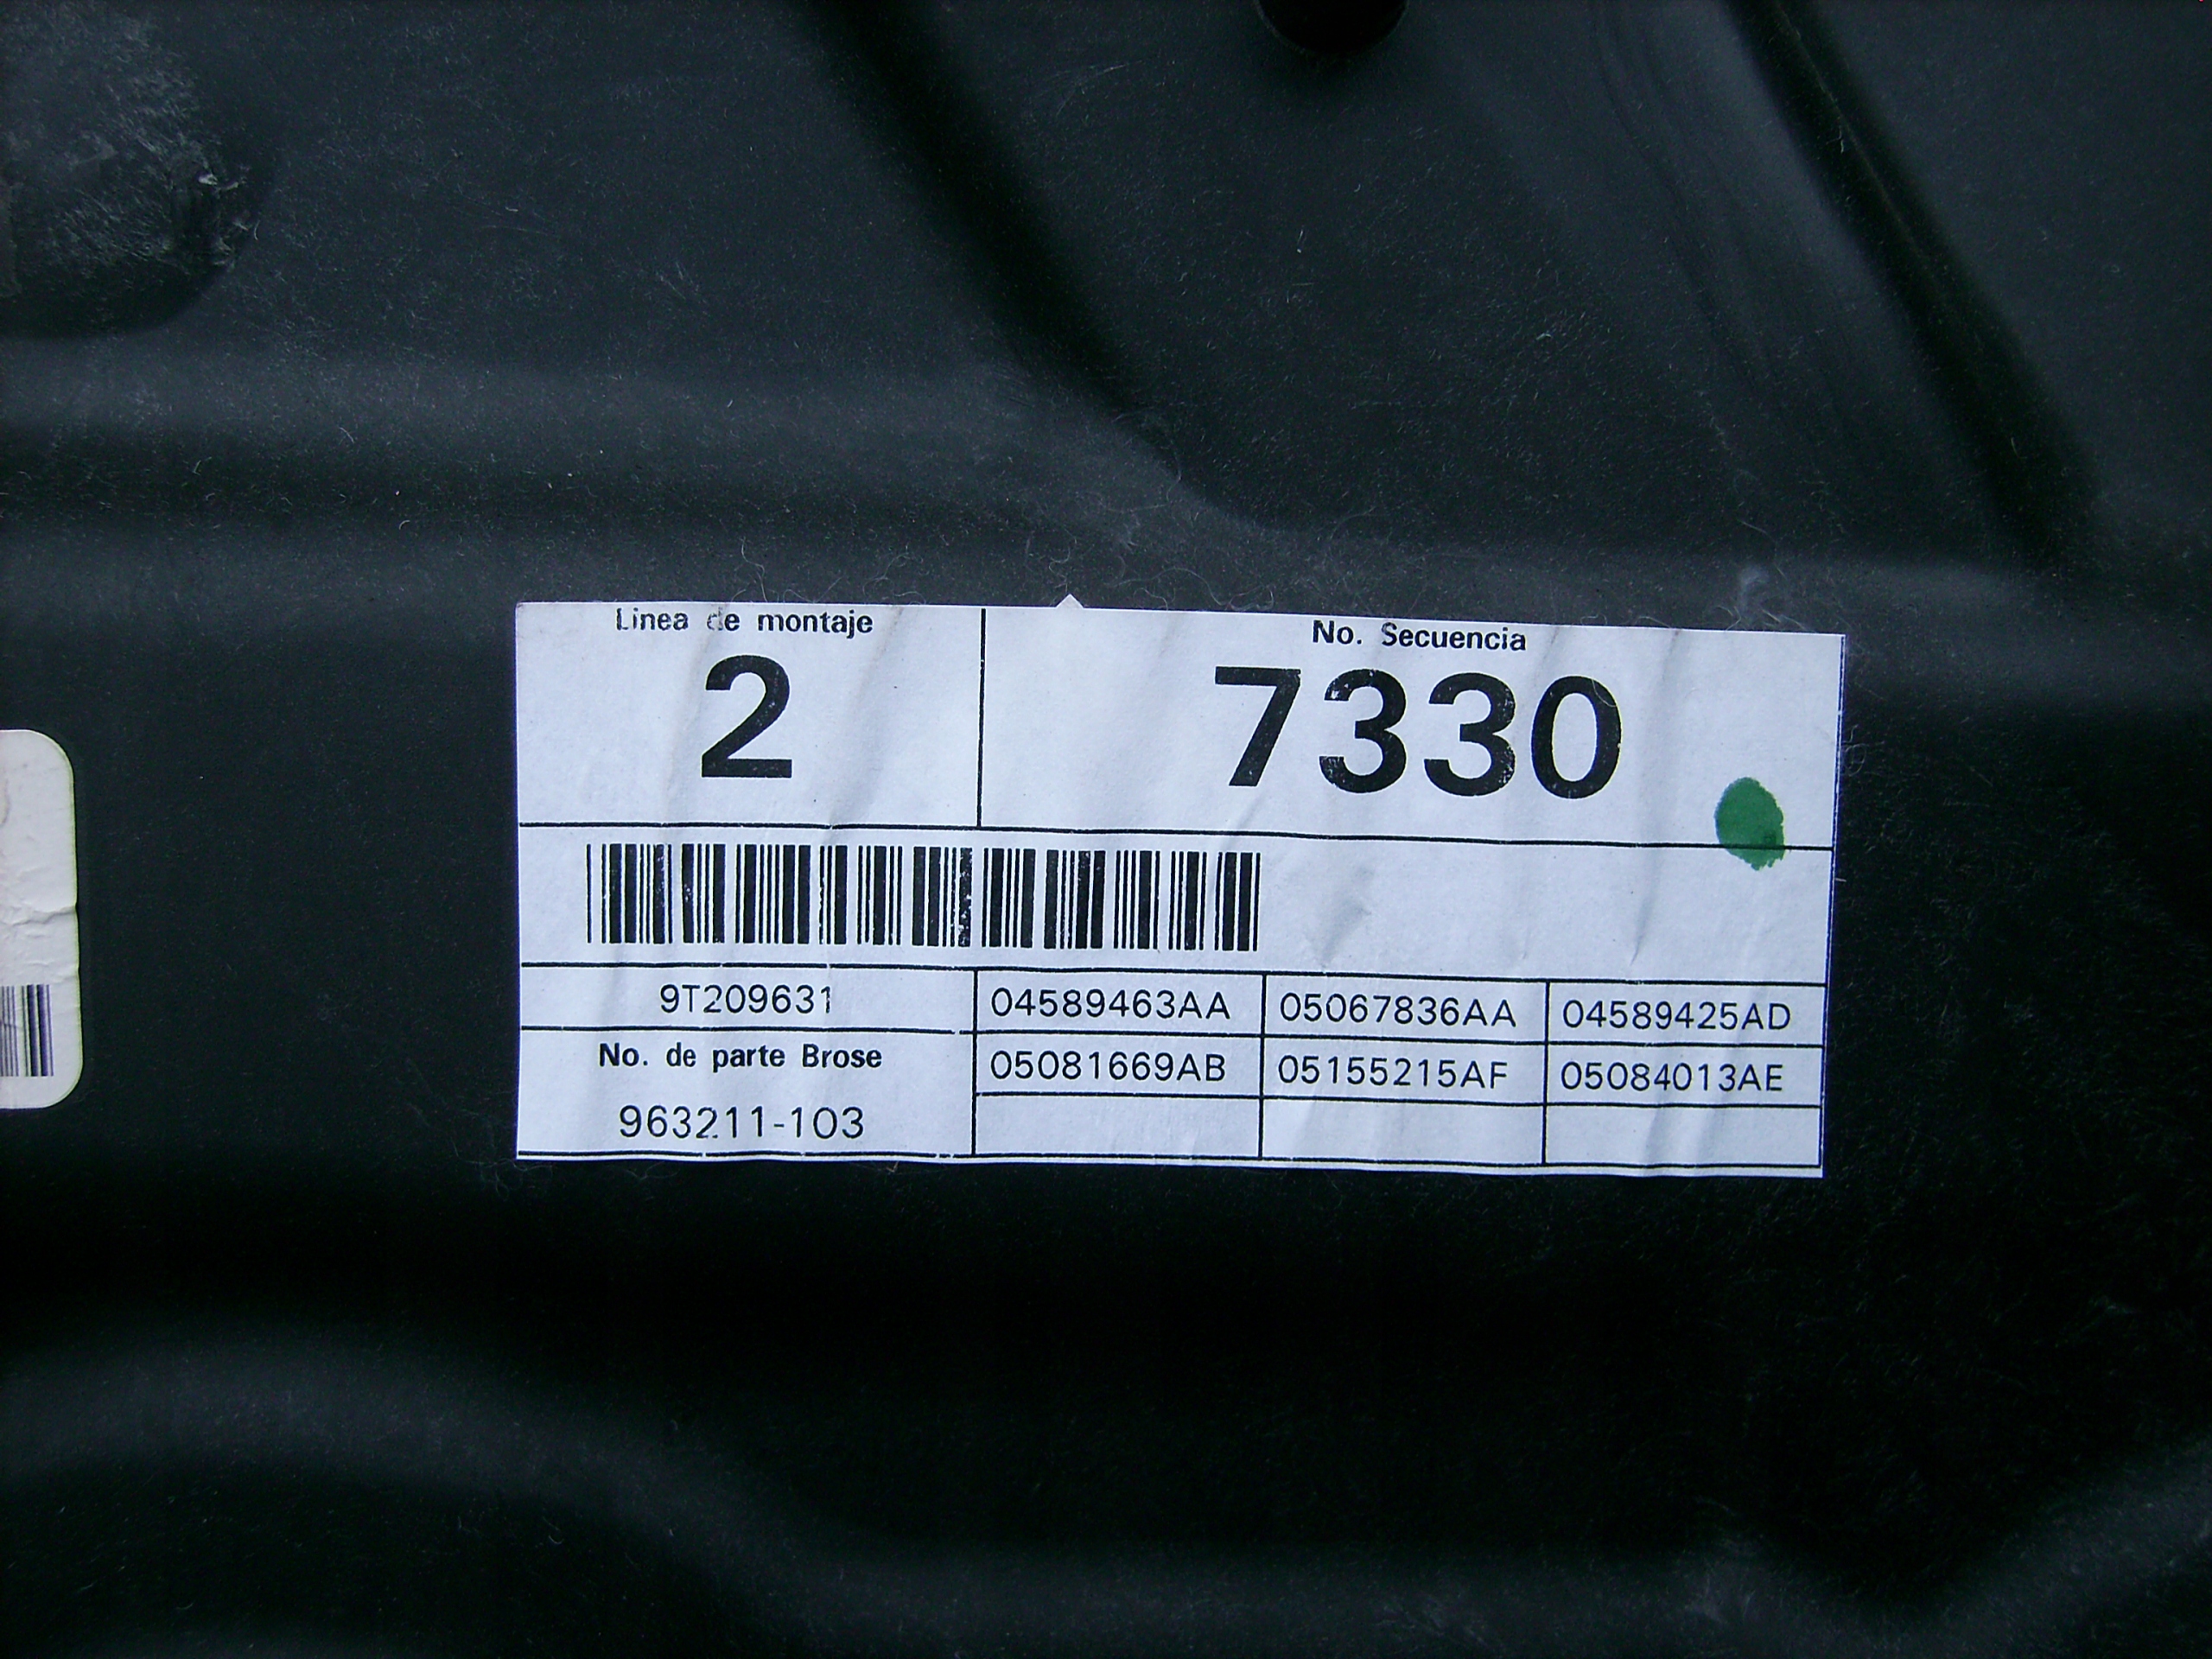 Linea de montaje
No. Secuencia
2
7330
9T209631
04589463AA
05067836AA
04589425AD
No. de parte Brose
05081669AB
05155215AF
05084013AE
963211-103